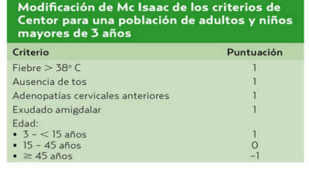 Modificación de Mc Isaac de los criterios de
Centor para una población de adultos y niños
mayores de 3 años
Criterio Puntuación
Fiebre > 38º C 1
Ausencia de tos 1
Adenopatías cervicales anteriores 1
Exudado amigdalar 1
Edad:
• 3 - < 15 años 1
• 15 - 45 años 0
• ≥ 45 años -1